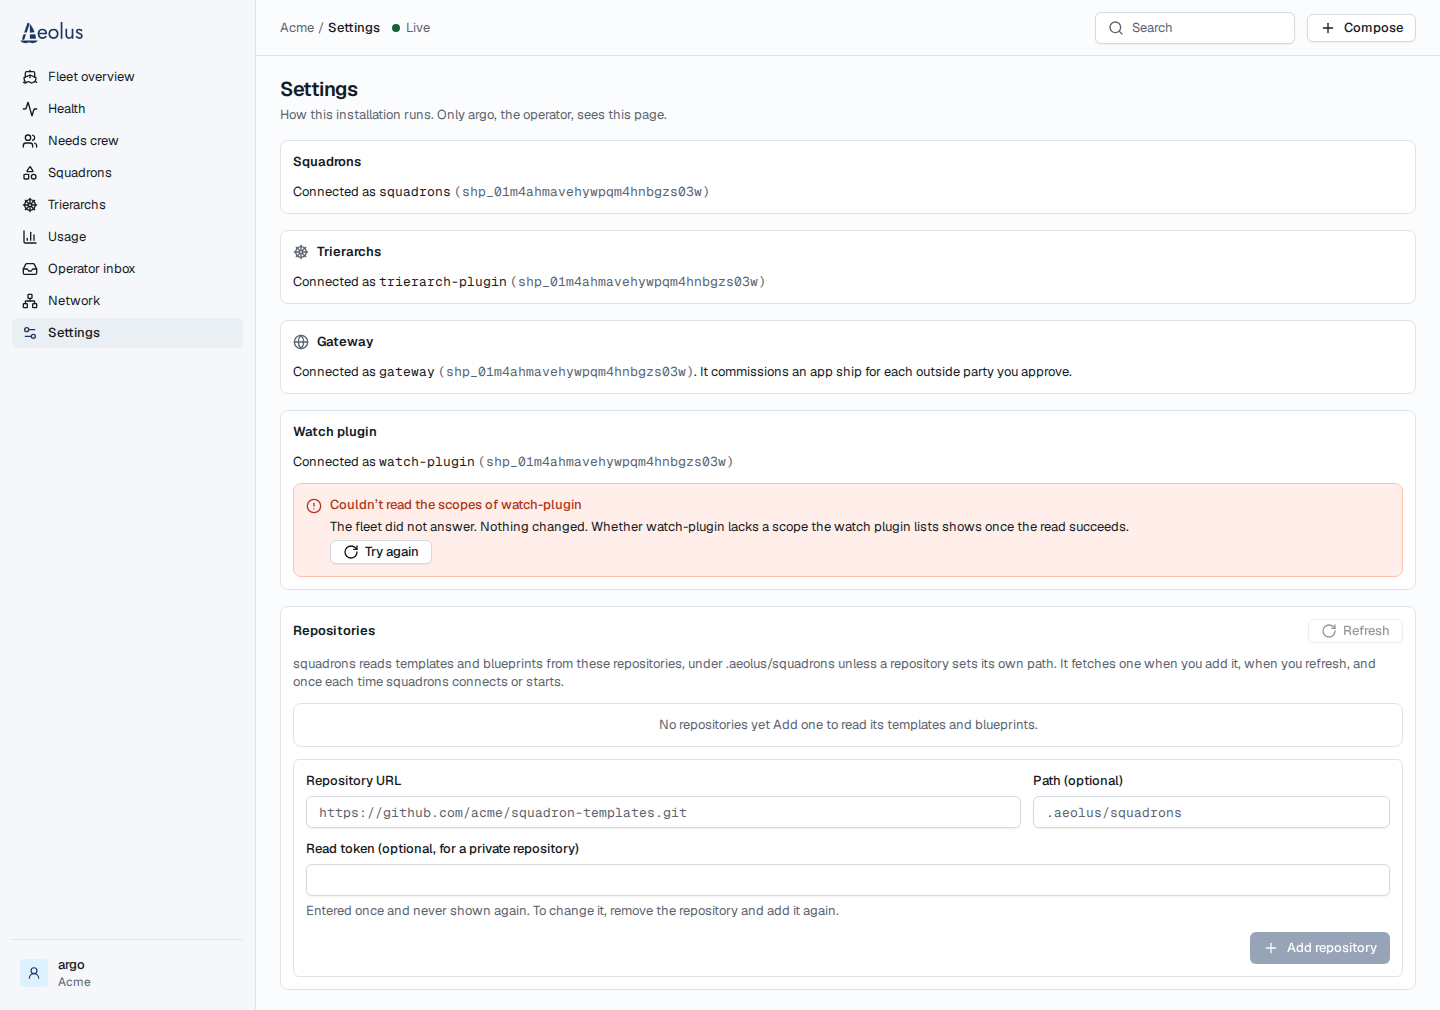 Aeolus
Fleet overview
Health
Needs crew
Squadrons
Trierarchs
Usage
Operator inbox
Network
Settings
argo
Acme
Acme / Settings Live
Search
Compose
Settings
How this installation runs. Only argo, the operator, sees this page.
Squadrons
Connected as squadrons (shp_01m4ahmavehywpqm4hnbgzs03w)
Trierarchs
Connected as trierarch-plugin (shp_01m4ahmavehywpqm4hnbgzs03w)
Gateway
Connected as gateway (shp_01m4ahmavehywpqm4hnbgzs03w). It commissions an app ship for each outside party you approve.
Watch plugin
Connected as watch-plugin (shp_01m4ahmavehywpqm4hnbgzs03w)
Couldn’t read the scopes of watch-plugin
The fleet did not answer. Nothing changed. Whether watch-plugin lacks a scope the watch plugin lists shows once the read succeeds.
Try again
Repositories
Refresh
squadrons reads templates and blueprints from these repositories, under .aeolus/squadrons unless a repository sets its own path. It fetches one when you add it, when you refresh, and
once each time squadrons connects or starts.
No repositories yet Add one to read its templates and blueprints.
Repository URL
Path (optional)
https://github.com/acme/squadron-templates.git
.aeolus/squadrons
Read token (optional, for a private repository)
Entered once and never shown again. To change it, remove the repository and add it again.
Add repository